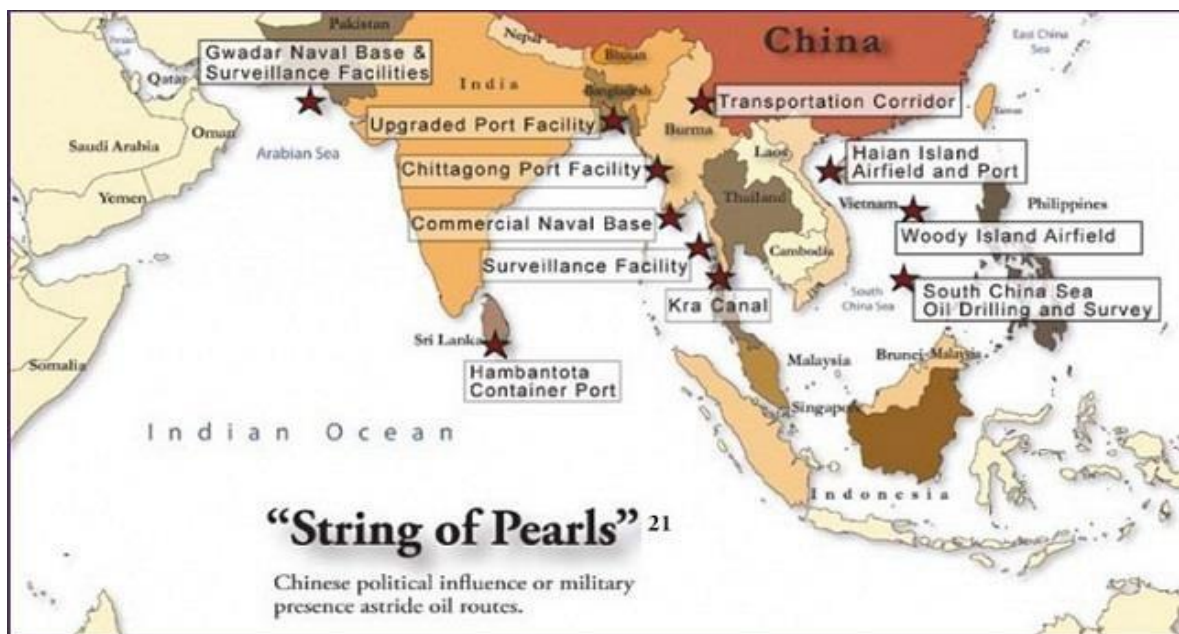 Pakistan
Nepal
Bhutan
China
East China
Sea
Gwadar Naval Base &
Surveillance Facilities
Qatar
India
Bangladesh
Transportation Corridor
Taiwan
Upgraded Port Facility
Burma
Oman
Saudi Arabia
Arabian Sea
Laos
Haian Island
Airfield and Port
Chittagong Port Facility
Yemen
Thailand
Vietnam
Philippines
Commercial Naval Base
Woody Island Airfield
Cambodia
Surveillance Facility
South
China Sea
South China Sea
Oil Drilling and Survey
Kra Canal
Sri Lanka
Somalia
Malaysia
Brunei
Malaysia
Hambantota
Container Port
Singapore
Indian Ocean
Indonesia
“String of Pearls” 21
Chinese political influence or military
presence astride oil routes.